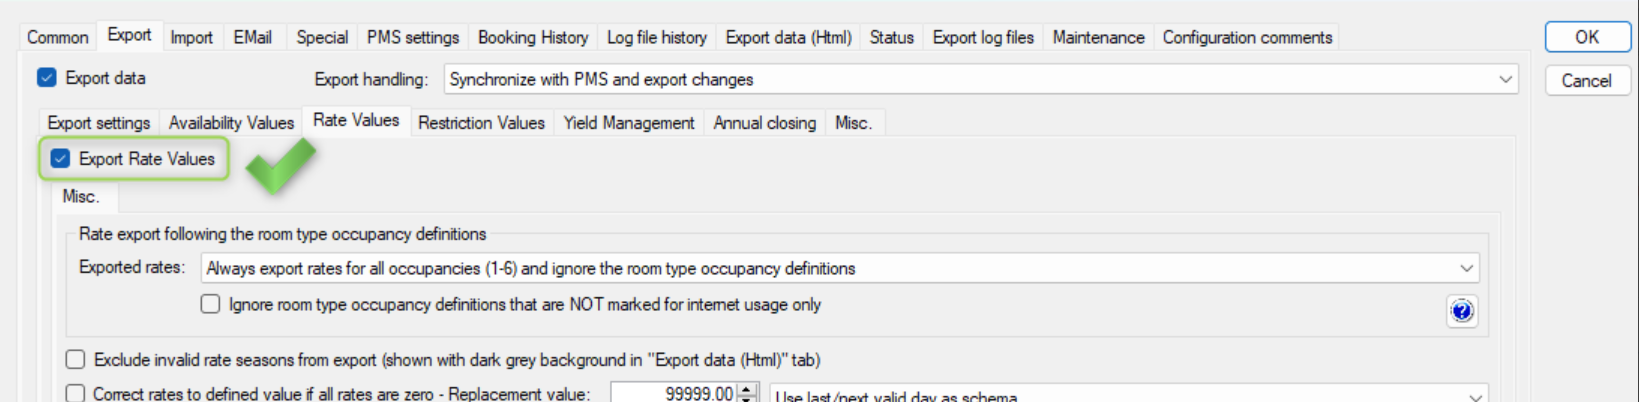 Common Export Import EMail Special PMS settings Booking History Log file history Export data (Html) Status Export log files Maintenance Configuration comments OK
Export data Export handling: Synchronize with PMS and export changes Cancel
Export settings Availability Values Rate Values Restriction Values Yield Management Annual closing Misc.
Export Rate Values
Misc.
Rate export following the room type occupancy definitions
Exported rates: Always export rates for all occupancies (1-6) and ignore the room type occupancy definitions
Ignore room type occupancy definitions that are NOT marked for internet usage only
?
Exclude invalid rate seasons from export (shown with dark grey background in "Export data (Html)" tab)
Correct rates to defined value if all rates are zero - Replacement value: 99999.00 Use last/next valid day as schema